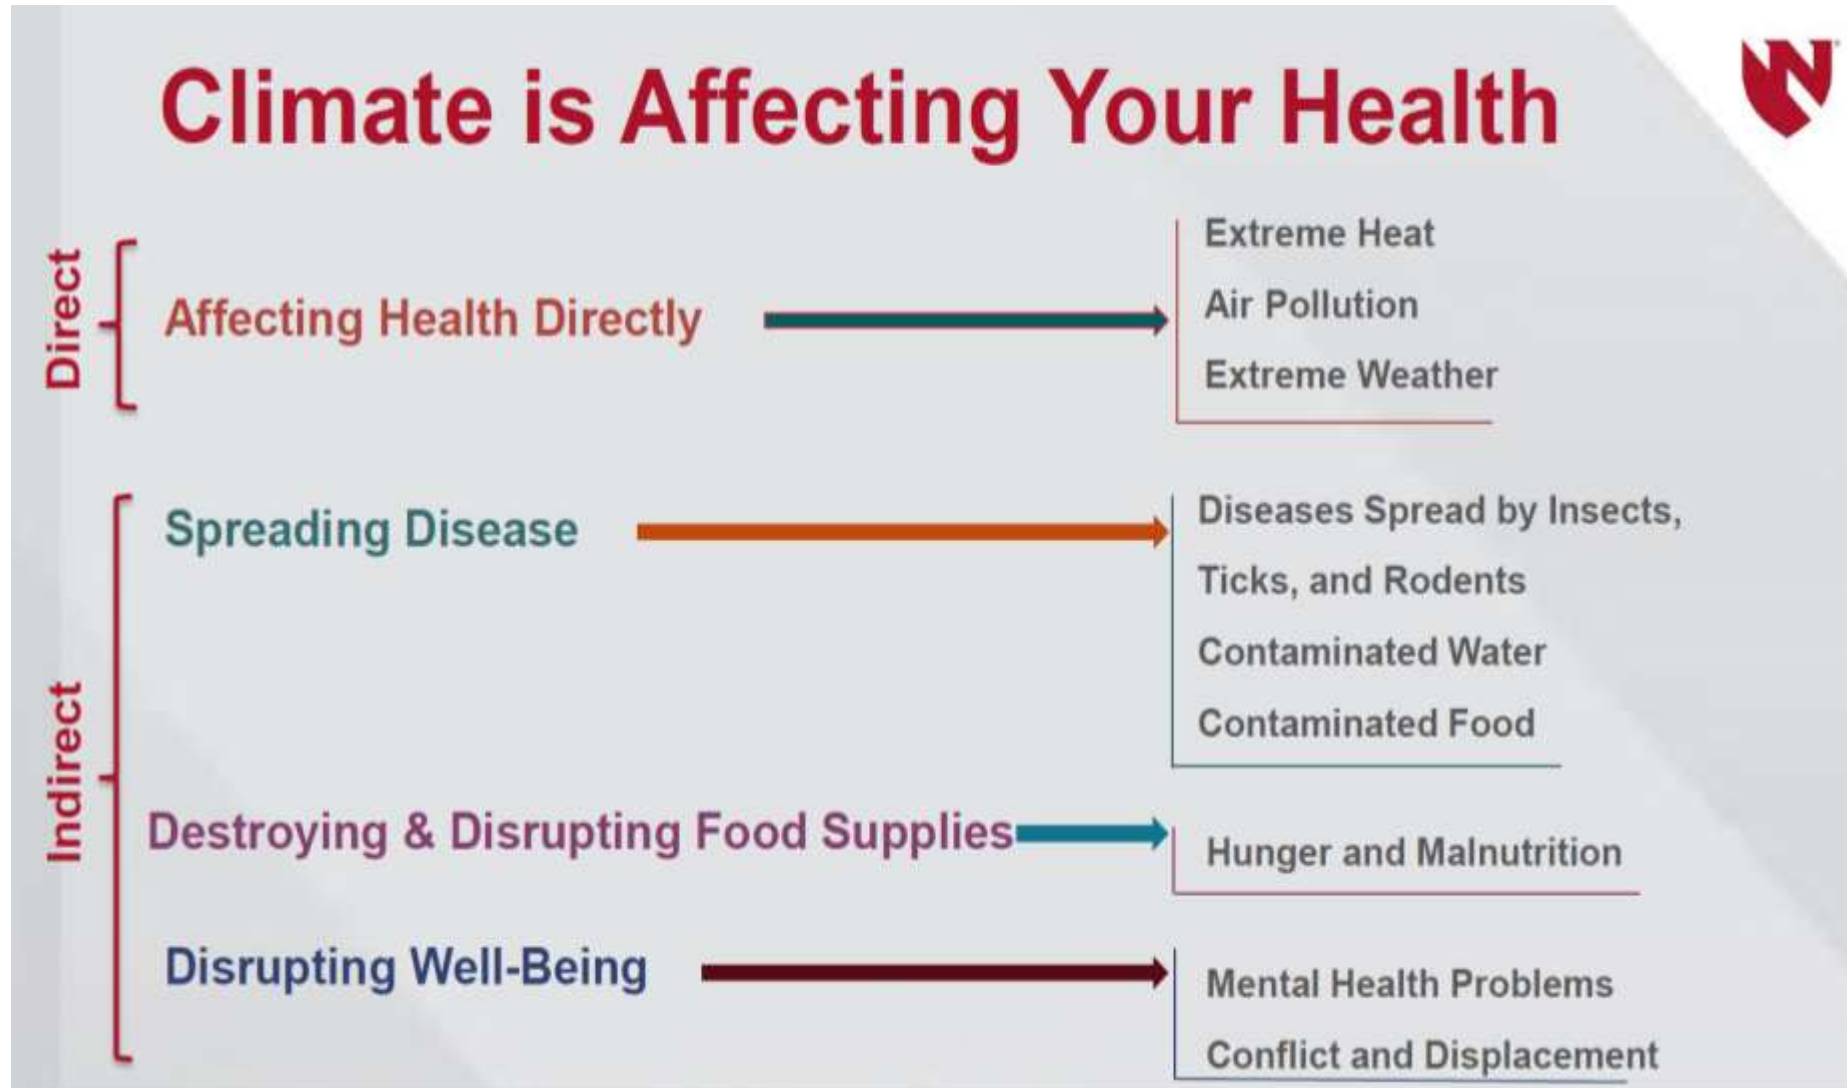 Climate is Affecting Your Health
Direct
Affecting Health Directly
Extreme Heat
Air Pollution
Extreme Weather
Indirect
Spreading Disease
Diseases Spread by Insects,
Ticks, and Rodents
Contaminated Water
Contaminated Food
Destroying & Disrupting Food Supplies
Hunger and Malnutrition
Disrupting Well-Being
Mental Health Problems
Conflict and Displacement